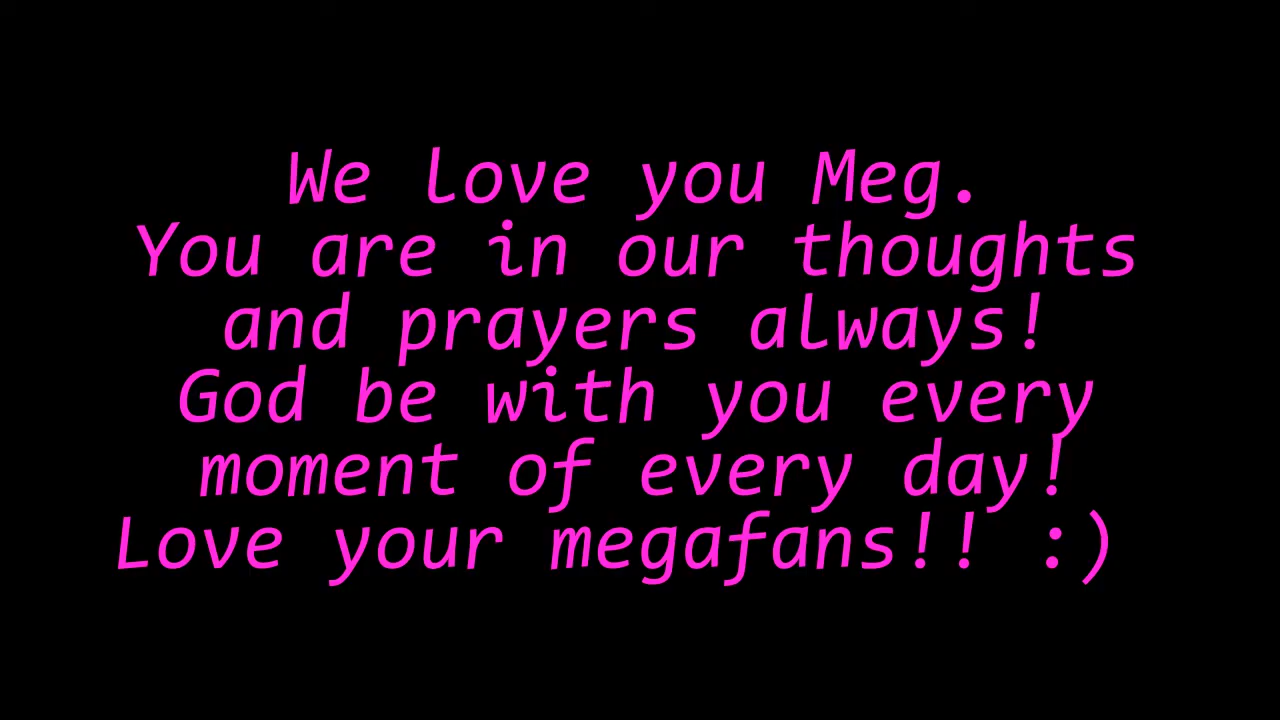 We love you Meg.
You are in our thoughts
and prayers always!
God be with you every
moment of every day!
Love your megafans!! :)